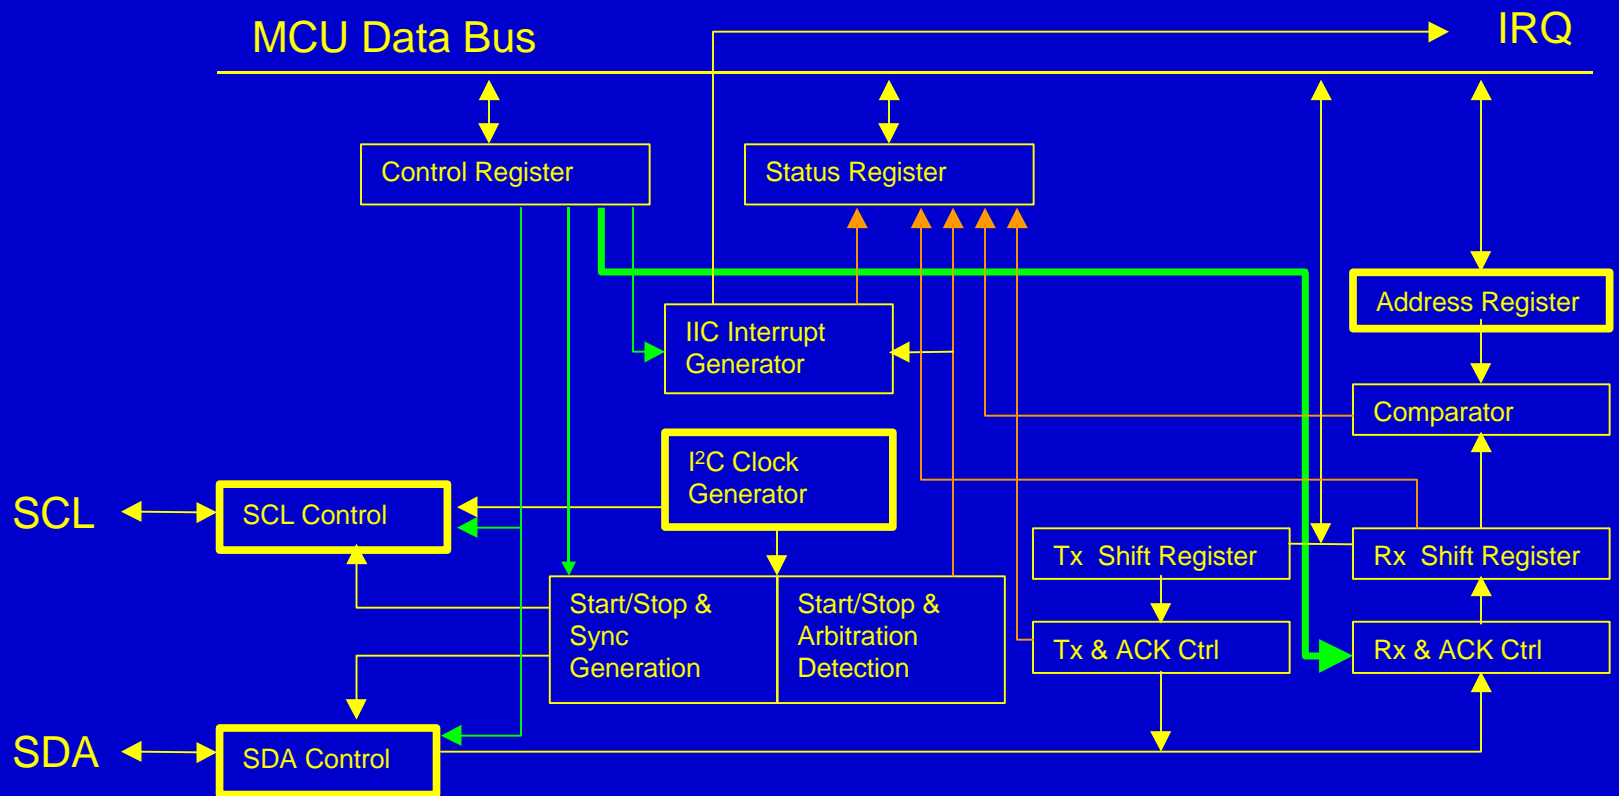 MCU Data Bus
IRQ
Control Register
Status Register
Address Register
IIC Interrupt
Generator
Comparator
I²C Clock
Generator
SCL
SCL Control
Tx Shift Register
Rx Shift Register
Start/Stop &
Sync
Generation
Start/Stop &
Arbitration
Detection
Tx & ACK Ctrl
Rx & ACK Ctrl
SDA
SDA Control